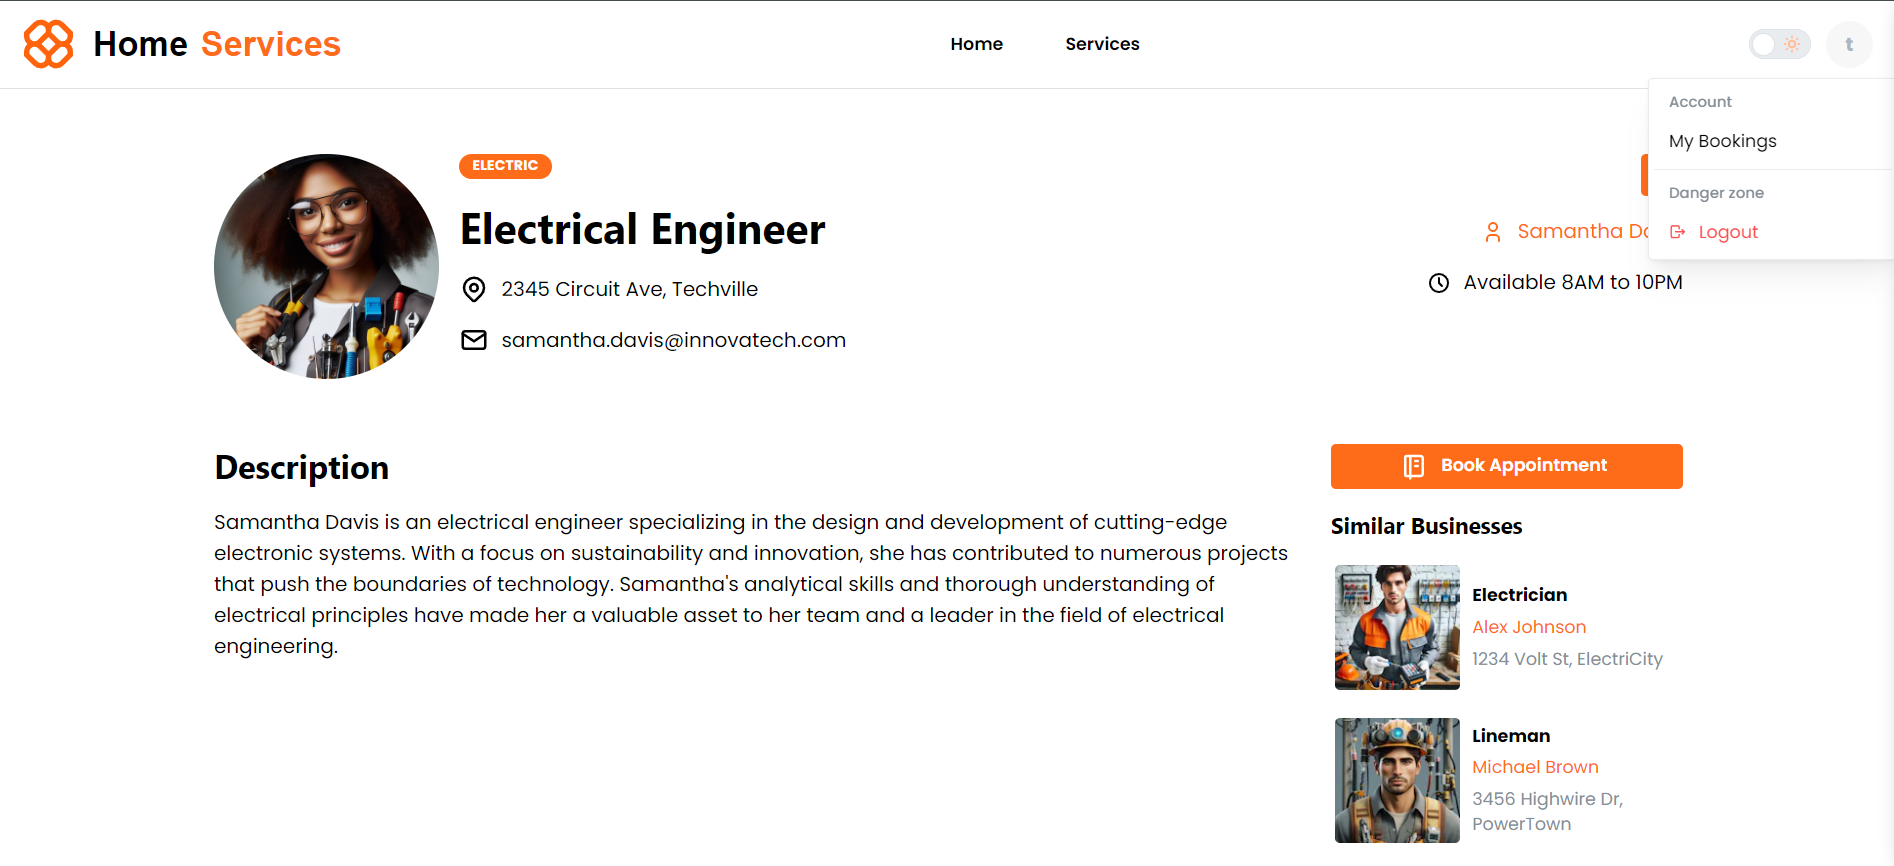 Home Services
Home
Services
t
Account
My Bookings
Danger zone
Logout
ELECTRIC
Electrical Engineer
2345 Circuit Ave, Techville
samantha.davis@innovatech.com
Samantha
Available 8AM to 10PM
Description
Samantha Davis is an electrical engineer specializing in the design and development of cutting-edge
electronic systems. With a focus on sustainability and innovation, she has contributed to numerous projects
that push the boundaries of technology. Samantha's analytical skills and thorough understanding of
electrical principles have made her a valuable asset to her team and a leader in the field of electrical
engineering.
Book Appointment
Similar Businesses
Electrician
Alex Johnson
1234 Volt St, ElectriCity
Lineman
Michael Brown
3456 Highwire Dr,
PowerTown